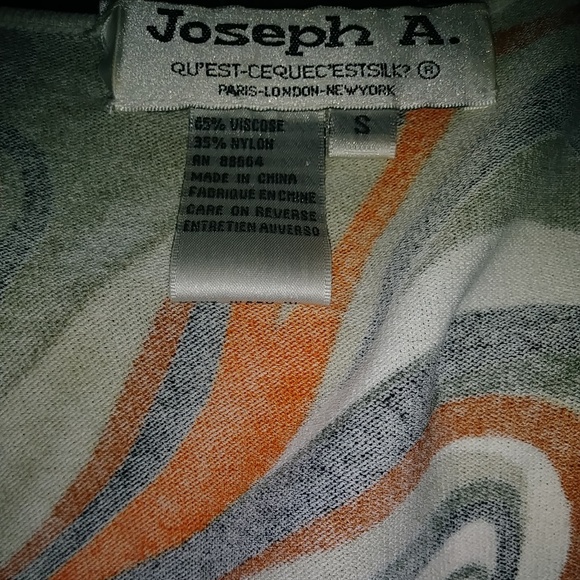 Joseph A.
QU'EST-CEQUEC'ESTSILK? ®
PARIS-LONDON-NEWYORK
S
65% VISCOSE
35% NYLON
RN 88664
MADE IN CHINA
FABRIQUE EN CHINE
CARE ON REVERSE
ENTRETIEN AUVERSO